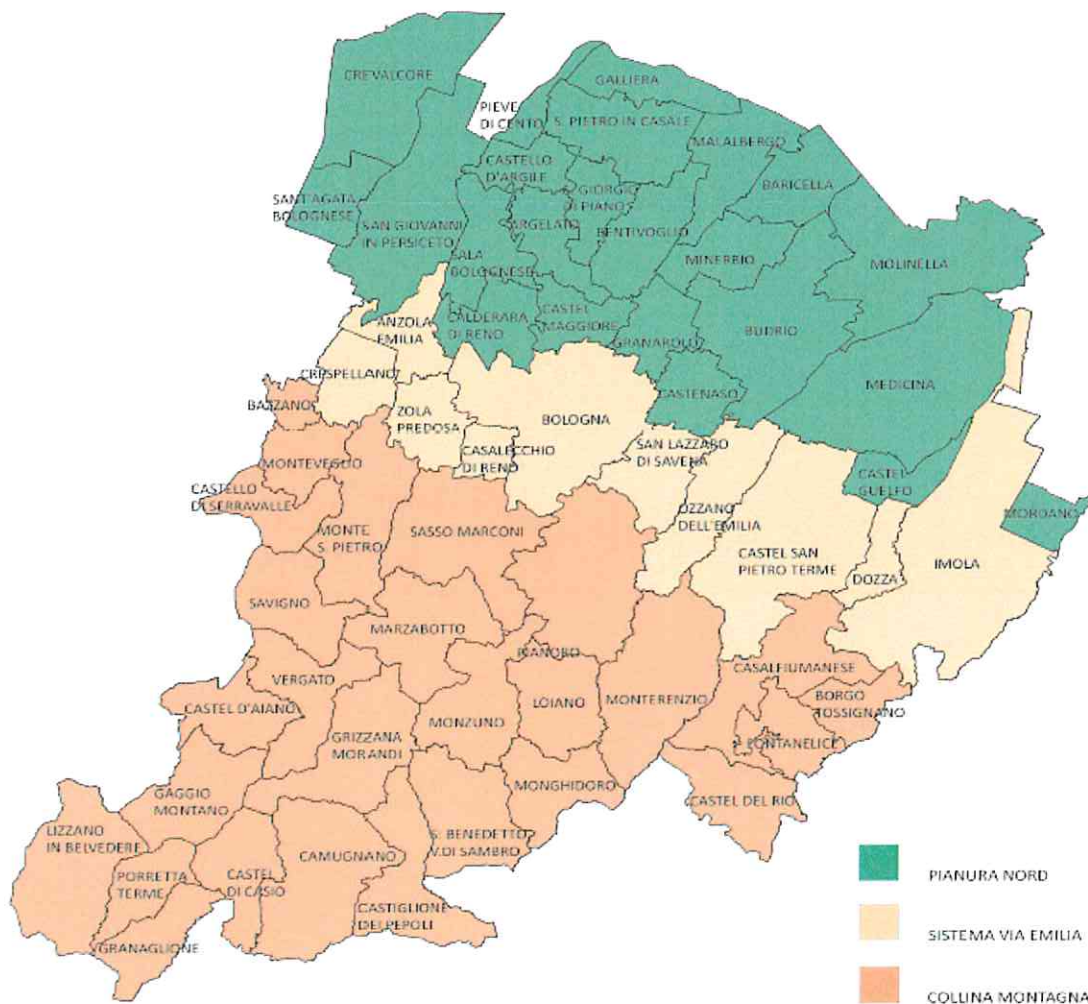 CREVALCORE
GALLIERA
PIEVE
DI CENTO
S. PIETRO IN CASALE
MALALBERGO
CASTELLO
D'ARGILE
BARICELLA
SANT'AGATA
BOLOGNESE
S. GIORGIO
DI PIANO
SAN GIOVANNI
IN PERSICETO
ARGELATO
BENTIVOGLIO
SALA
BOLOGNESE
MINERBIO
MOLINELLA
ANZOLA
EMILIA
CALDERARA
DI RENO
CASTEL
MAGGIORE
GRANAROLO
BUDRIO
CRESPELLANO
CASTENASO
MEDICINA
BAZZANO
ZOLA
PREDOSA
BOLOGNA
CASALECCHIO
DI RENO
SAN LAZZARO
DI SAVENA
MONTEVEGLIO
CASTEL
GUELFO
CASTELLO
DI SERRAVALLE
MONTE
S. PIETRO
SASSO MARCONI
OZZANO
DELL'EMILIA
MORDANO
CASTEL SAN
PIETRO TERME
DOZZA
IMOLA
SAVIGNO
MARZABOTTO
PIANORO
VERGATO
CASALFIUMANESE
CASTEL D'AIANO
GRIZZANA
MORANDI
MONZUNO
LOIANO
MONTERENZIO
BORGO
TOSSIGNANO
FONTANELICE
GAGGIO
MONTANO
MONGHIDORO
CASTEL DEL RIO
LIZZANO
IN BELVEDERE
S. BENEDETTO
V.DI SAMBRO
CAMUGNANO
PORRETTA
TERME
CASTEL
DI CASIO
CASTIGLIONE
DEI PEPOLI
GRANAGLIONE
PIANURA NORD
SISTEMA VIA EMILIA
COLLINA MONTAGNA